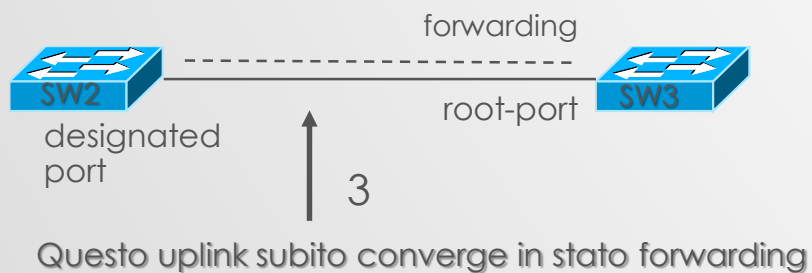 forwarding
SW2
SW3
root-port
designated
port
3
Questo uplink subito converge in stato forwarding